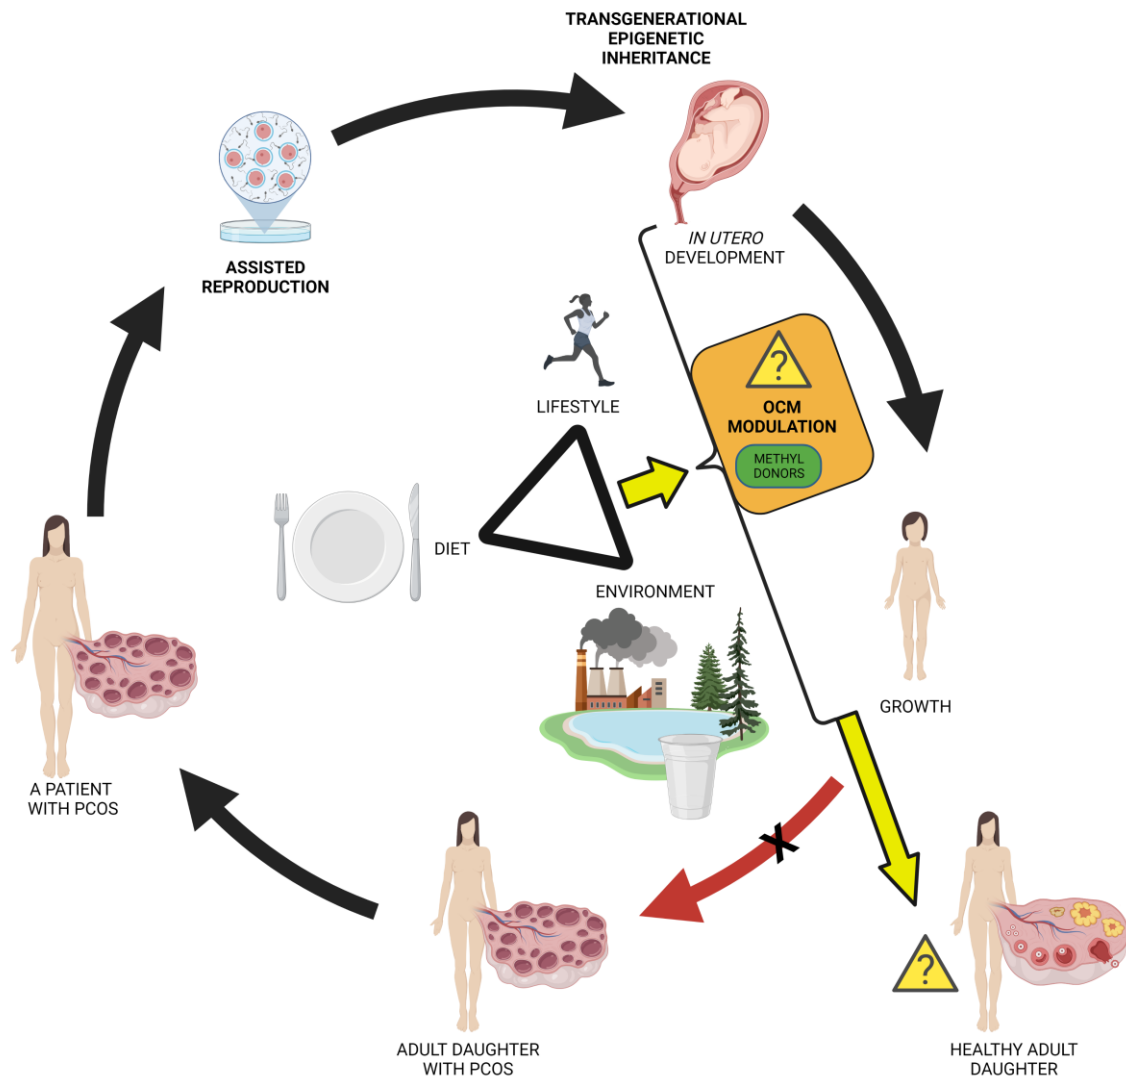 TRANSGENERATIONAL
EPIGENETIC
INHERITANCE
ASSISTED
REPRODUCTION
IN UTERO
DEVELOPMENT
LIFESTYLE
?
OCM
MODULATION
METHYL
DONORS
DIET
ENVIRONMENT
GROWTH
A PATIENT
WITH PCOS
X
?
ADULT DAUGHTER
WITH PCOS
HEALTHY ADULT
DAUGHTER